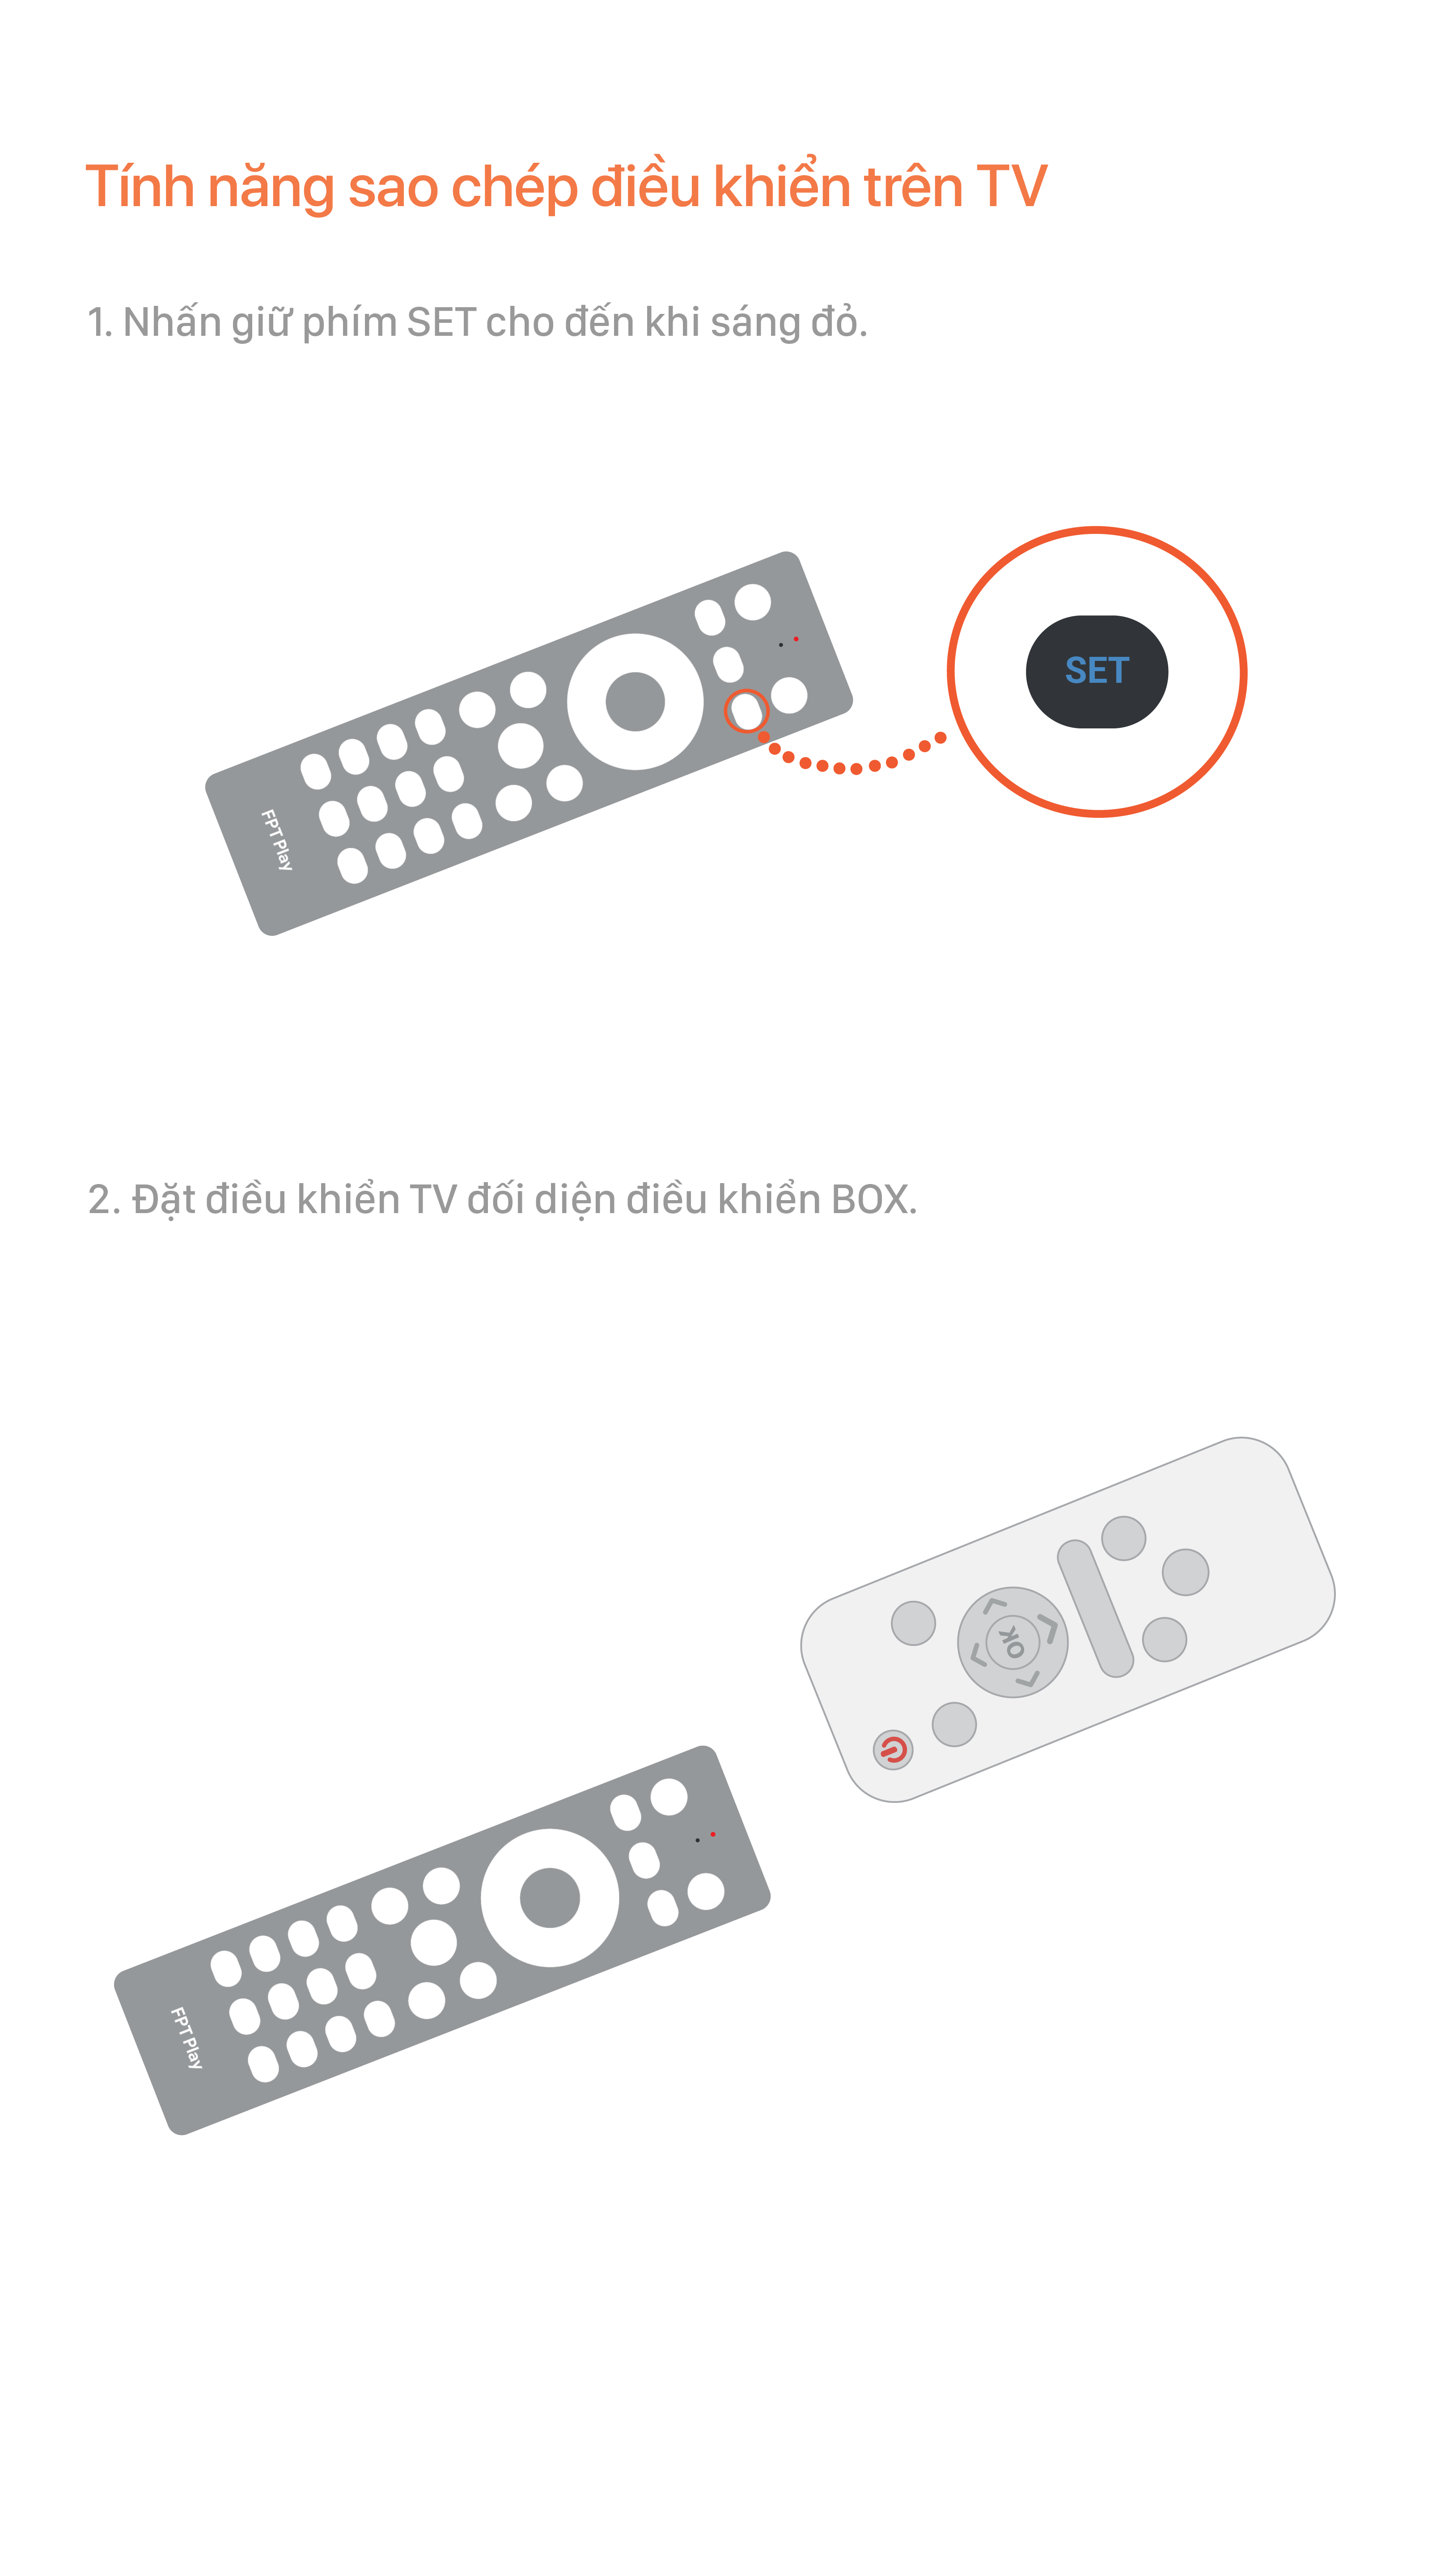 Tính năng sao chép điều khiển trên TV
1. Nhấn giữ phím SET cho đến khi sáng đỏ.
SET
FPT Play
2. Đặt điều khiển TV đối diện điều khiển BOX.
OK
FPT Play